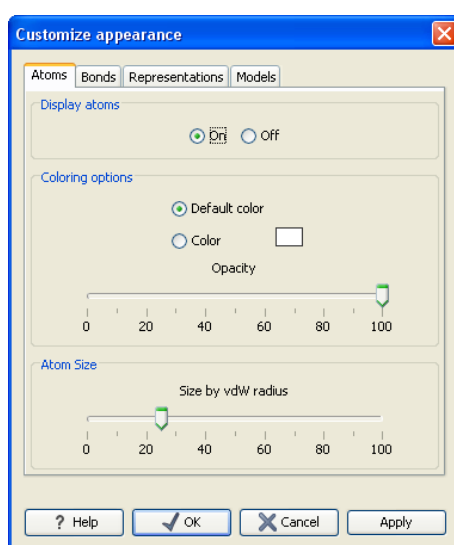 Customize appearance
Atoms Bonds Representations Models
Display atoms
On Off
Coloring options
Default color
Color
Opacity
0 20 40 60 80 100
Atom Size
Size by vdW radius
0 20 40 60 80 100
? Help OK Cancel Apply